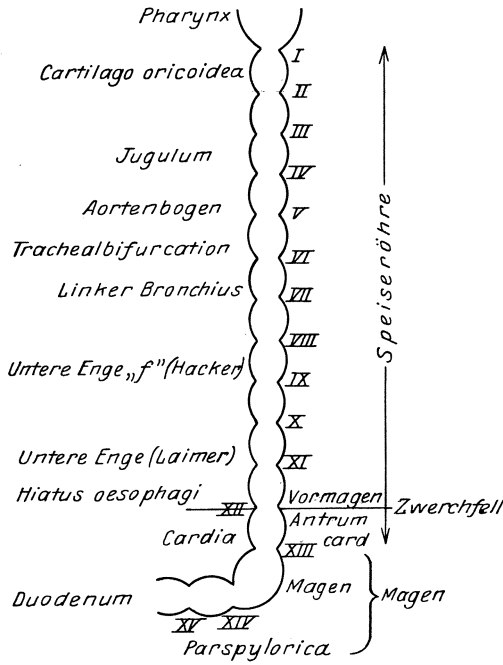 Pharynx
I
Cartilago oricoidea
II
III
Jugulum
IV
Aortenbogen
V
Trachealbifurcation
VI
Linker Bronchius
VII
VIII
Untere Enge „f” (Hacker)
IX
X
Untere Enge (Laimer)
XI
Hiatus oesophagi
XII
Vormagen
Zwerchfell
Antrum
card
Cardia
XIII
Magen
Magen
Duodenum
XV
XIV
Parspylorica
Speiseröhre